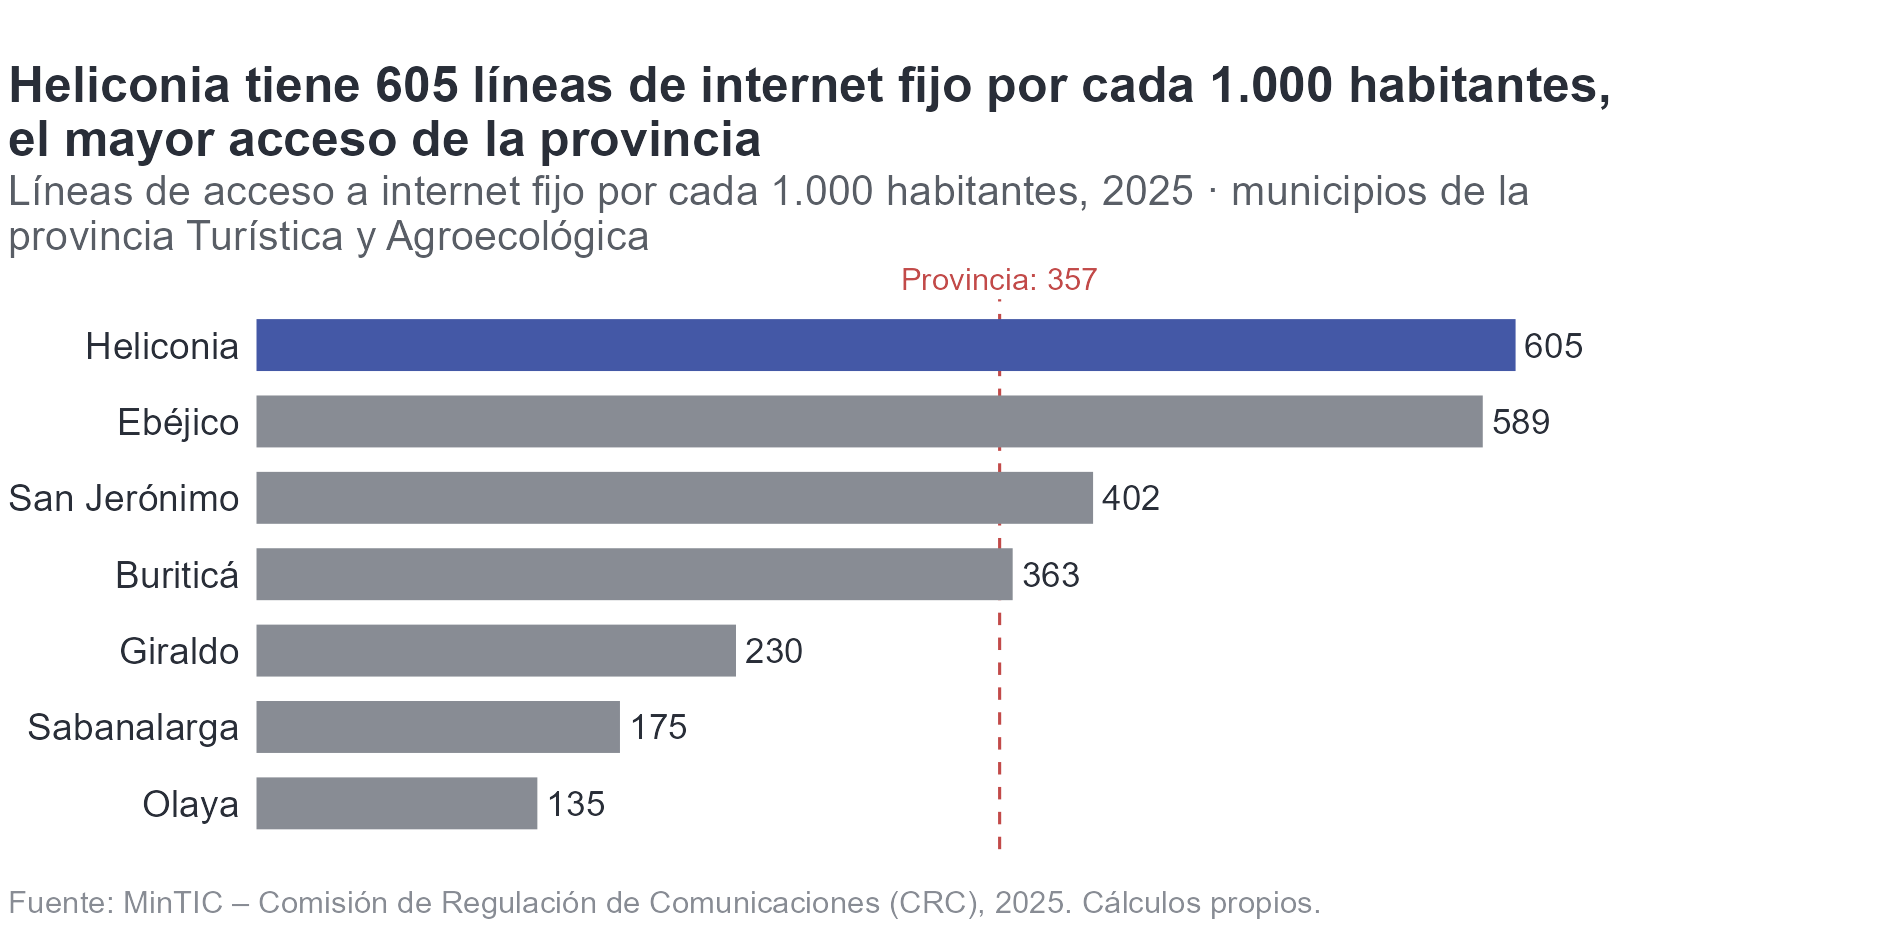 Heliconia tiene 605 líneas de internet fijo por cada 1.000 habitantes,
el mayor acceso de la provincia
Líneas de acceso a internet fijo por cada 1.000 habitantes, 2025 · municipios de la
provincia Turística y Agroecológica
Provincia: 357
Heliconia 605
Ebéjico 589
San Jerónimo 402
Buriticá 363
Giraldo 230
Sabanalarga 175
Olaya 135
Fuente: MinTIC – Comisión de Regulación de Comunicaciones (CRC), 2025. Cálculos propios.